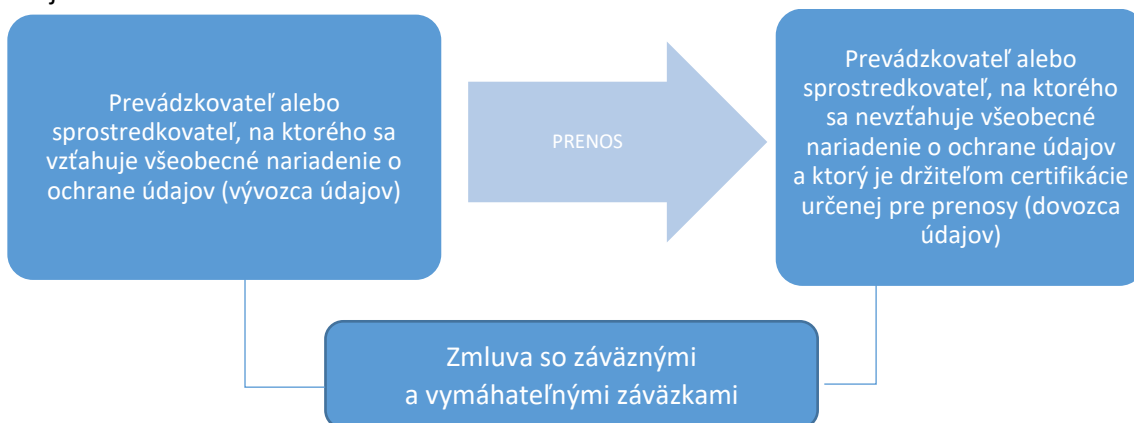 Prevádzkovateľ alebo
sprostredkovateľ, na ktorého sa
vzťahuje všeobecné nariadenie o
ochrane údajov (vývozca údajov)
PRENOS
Prevádzkovateľ alebo
sprostredkovateľ, na ktorého
sa nevzťahuje všeobecné
nariadenie o ochrane údajov
a ktorý je držiteľom certifikácie
určenej pre prenosy (dovozca
údajov)
Zmluva so záväznými
a vymáhateľnými záväzkami